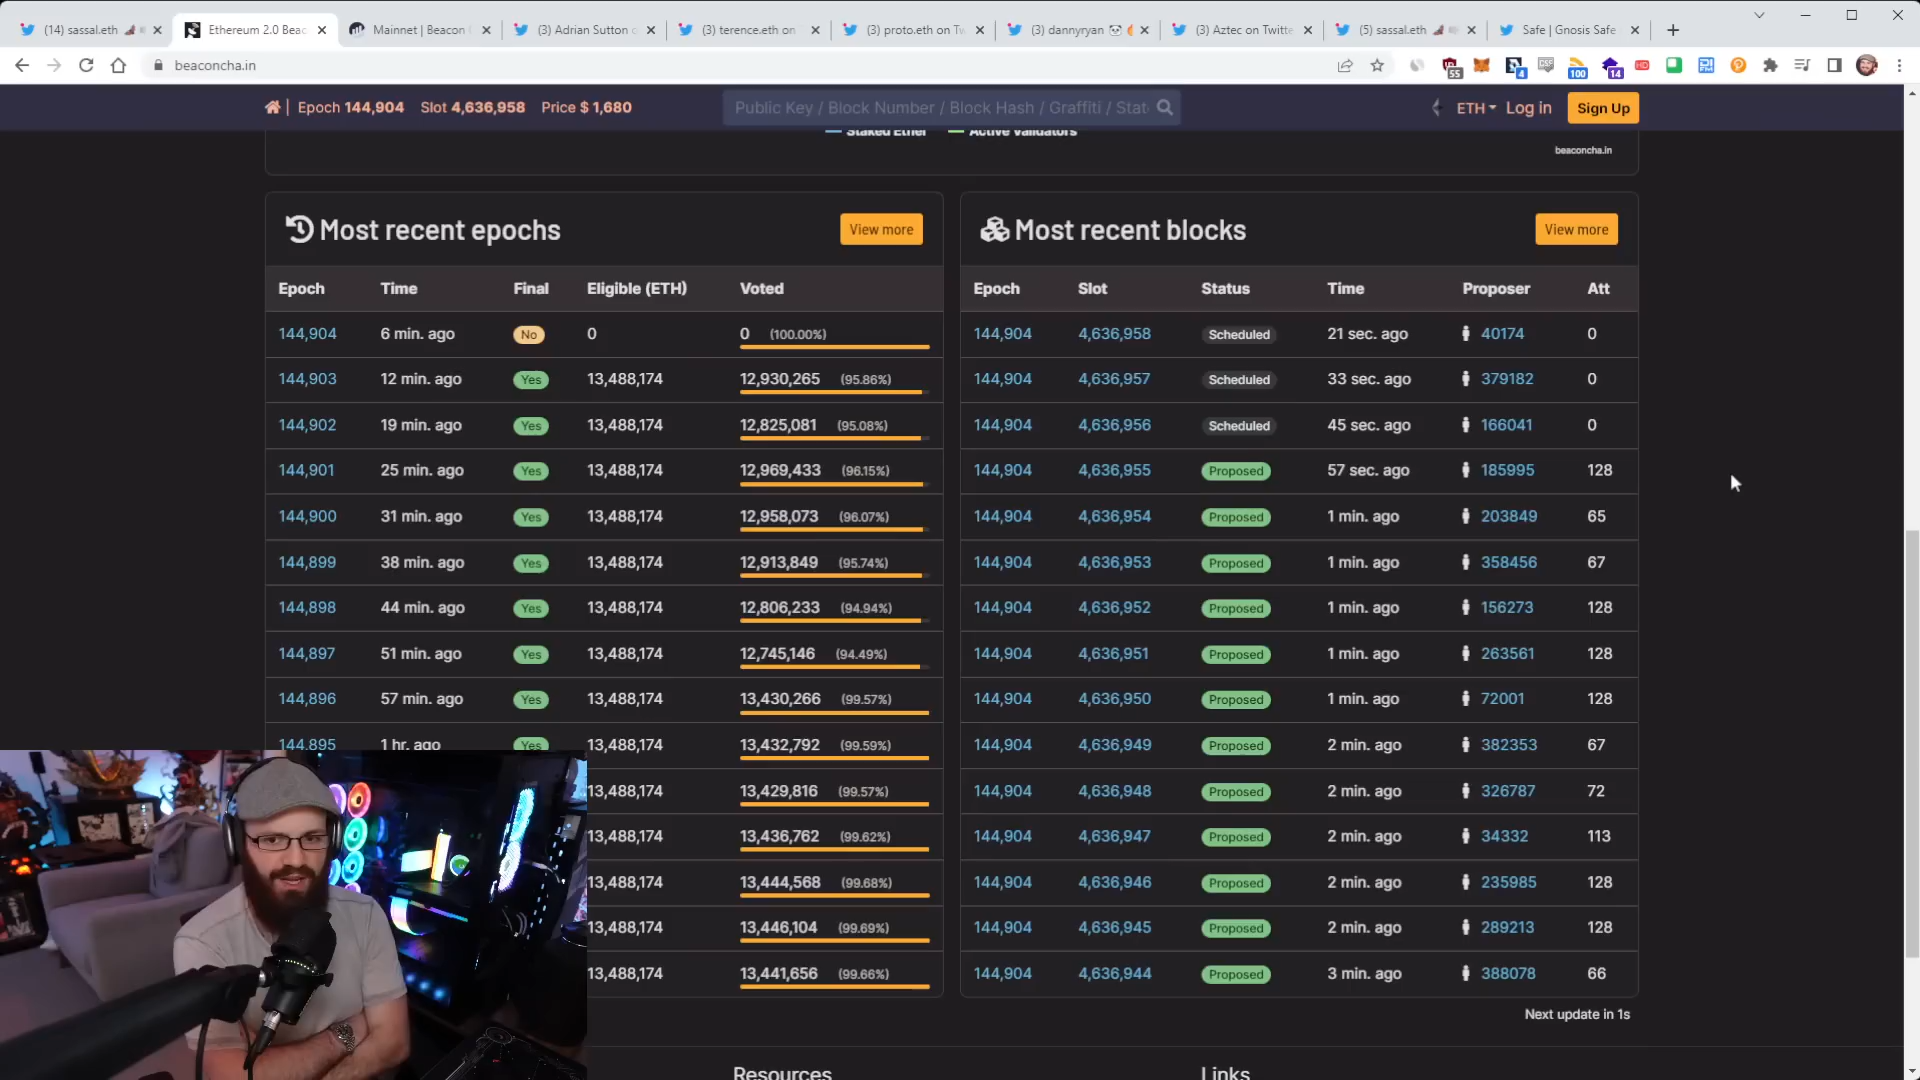 (14) sassal.eth
Ethereum 2.0 Beac
Mainnet | Beacon
(3) Adrian Sutton
(3) terence.eth on
(3) proto.eth on Tw
(3) dannyryan
(3) Aztec on Twitte
(5) sassal.eth
Safe | Gnosis Safe
beaconcha.in
55
4
100
14
Epoch 144,904 Slot 4,636,958 Price $ 1,680
Public Key / Block Number / Block Hash / Graffiti / Stat
ETH Log in Sign Up
Staked Ether Active Validators
beaconcha.in
Most recent epochs View more
Epoch Time Final Eligible (ETH) Voted
144,904 6 min. ago No 0 0 (100.00%)
144,903 12 min. ago Yes 13,488,174 12,930,265 (95.86%)
144,902 19 min. ago Yes 13,488,174 12,825,081 (95.08%)
144,901 25 min. ago Yes 13,488,174 12,969,433 (96.15%)
144,900 31 min. ago Yes 13,488,174 12,958,073 (96.07%)
144,899 38 min. ago Yes 13,488,174 12,913,849 (95.74%)
144,898 44 min. ago Yes 13,488,174 12,806,233 (94.94%)
144,897 51 min. ago Yes 13,488,174 12,745,146 (94.49%)
144,896 57 min. ago Yes 13,488,174 13,430,266 (99.57%)
144,895 1 hr. ago Yes 13,488,174 13,432,792 (99.59%)
13,488,174 13,429,816 (99.57%)
13,488,174 13,436,762 (99.62%)
13,488,174 13,444,568 (99.68%)
13,488,174 13,446,104 (99.69%)
13,488,174 13,441,656 (99.66%)
Most recent blocks View more
Epoch Slot Status Time Proposer Att
144,904 4,636,958 Scheduled 21 sec. ago 40174 0
144,904 4,636,957 Scheduled 33 sec. ago 379182 0
144,904 4,636,956 Scheduled 45 sec. ago 166041 0
144,904 4,636,955 Proposed 57 sec. ago 185995 128
144,904 4,636,954 Proposed 1 min. ago 203849 65
144,904 4,636,953 Proposed 1 min. ago 358456 67
144,904 4,636,952 Proposed 1 min. ago 156273 128
144,904 4,636,951 Proposed 1 min. ago 263561 128
144,904 4,636,950 Proposed 1 min. ago 72001 128
144,904 4,636,949 Proposed 2 min. ago 382353 67
144,904 4,636,948 Proposed 2 min. ago 326787 72
144,904 4,636,947 Proposed 2 min. ago 34332 113
144,904 4,636,946 Proposed 2 min. ago 235985 128
144,904 4,636,945 Proposed 2 min. ago 289213 128
144,904 4,636,944 Proposed 3 min. ago 388078 66
Next update in 1s
Resources Links